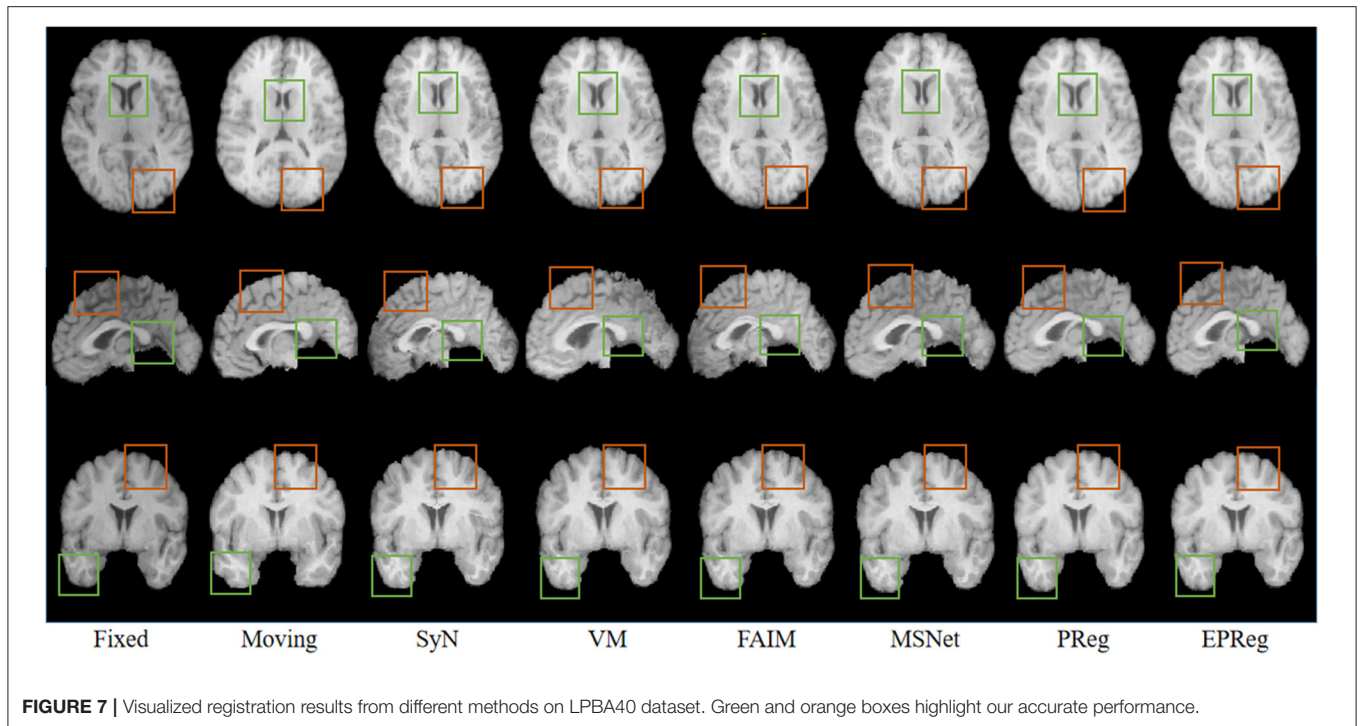 Fixed Moving SyN VM FAIM MSNet PReg EPReg
FIGURE 7 | Visualized registration results from different methods on LPBA40 dataset. Green and orange boxes highlight our accurate performance.